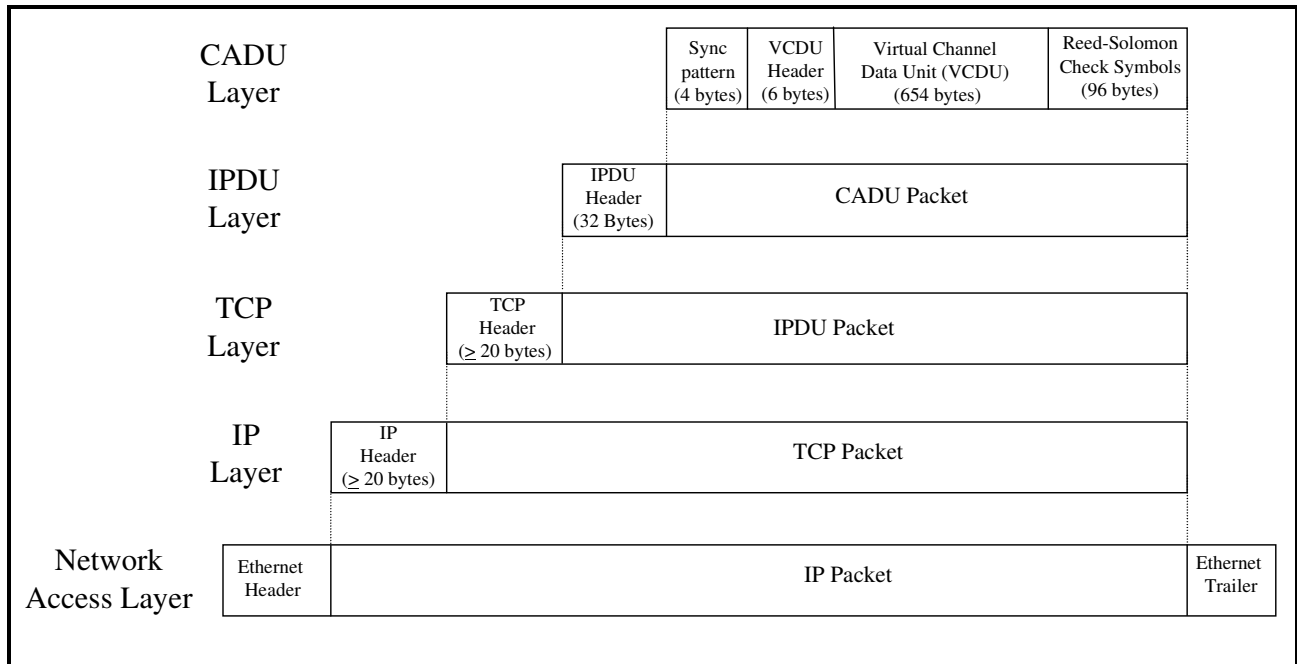 CADU
Layer
Sync
pattern
(4 bytes)
VCDU
Header
(6 bytes)
Virtual Channel
Data Unit (VCDU)
(654 bytes)
Reed-Solomon
Check Symbols
(96 bytes)
IPDU
Layer
IPDU
Header
(32 Bytes)
CADU Packet
TCP
Layer
TCP
Header
(≥ 20 bytes)
IPDU Packet
IP
Layer
IP
Header
(≥ 20 bytes)
TCP Packet
Network
Access Layer
Ethernet
Header
IP Packet
Ethernet
Trailer